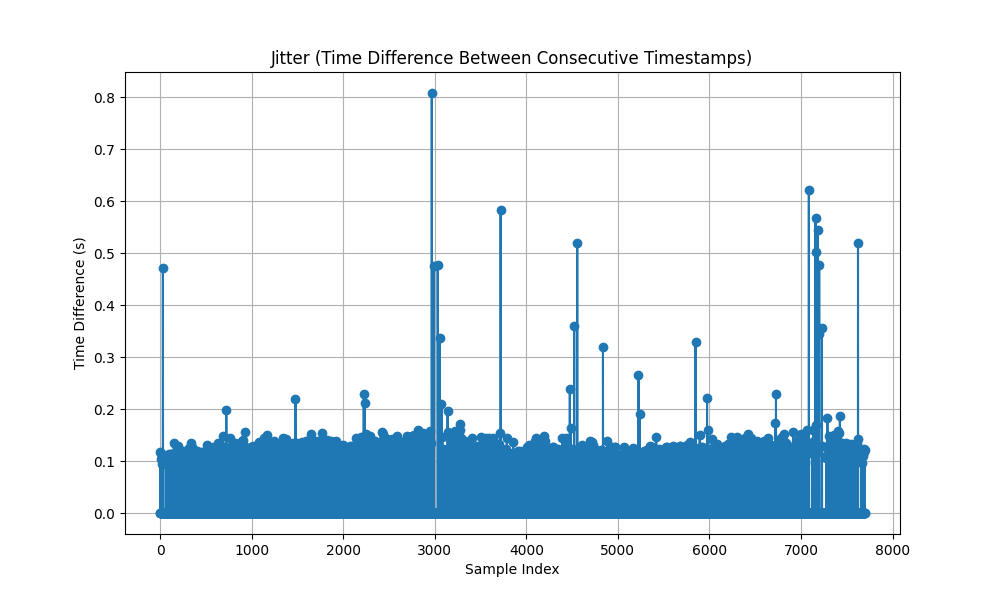 Jitter (Time Difference Between Consecutive Timestamps)
0.8
0.7
0.6
0.5
0.4
0.3
0.2
0.1
0.0
Time Difference (s)
0 1000 2000 3000 4000 5000 6000 7000 8000
Sample Index